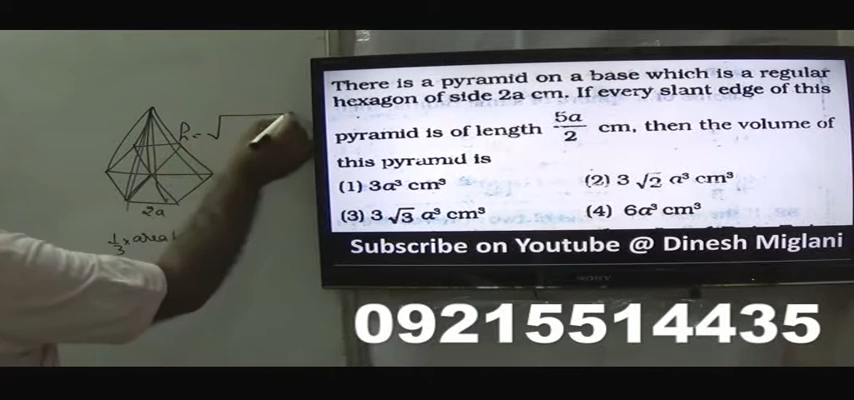 There is a pyramid on a base which is a regular
hexagon of side 2a cm. If every slant edge of this
pyramid is of length 5a/2 cm, then the volume of
this pyramid is
(1) 3a³ cm³ (2) 3 √2 a³ cm³
(3) 3 √3 a³ cm³ (4) 6a³ cm³
Subscribe on Youtube @ Dinesh Miglani
SONY
09215514435
h = √
2a
1/3 × area